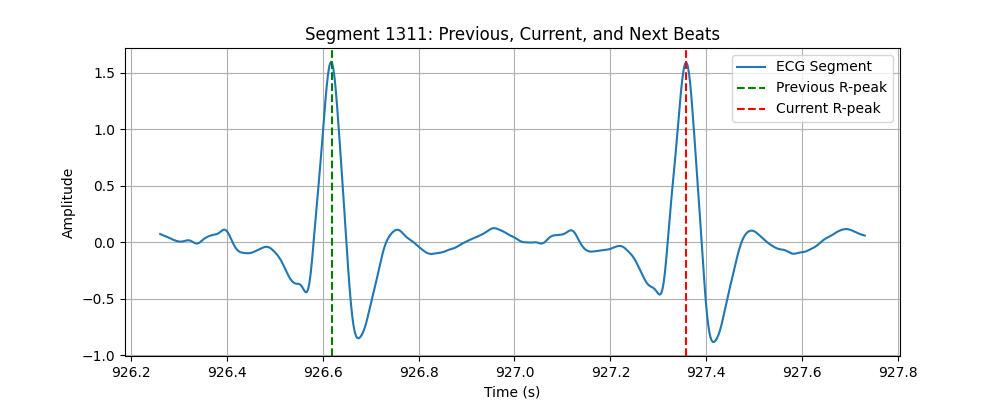 Segment 1311: Previous, Current, and Next Beats
ECG Segment
Previous R-peak
Current R-peak
Amplitude
1.5
1.0
0.5
0.0
−0.5
−1.0
926.2 926.4 926.6 926.8 927.0 927.2 927.4 927.6 927.8
Time (s)